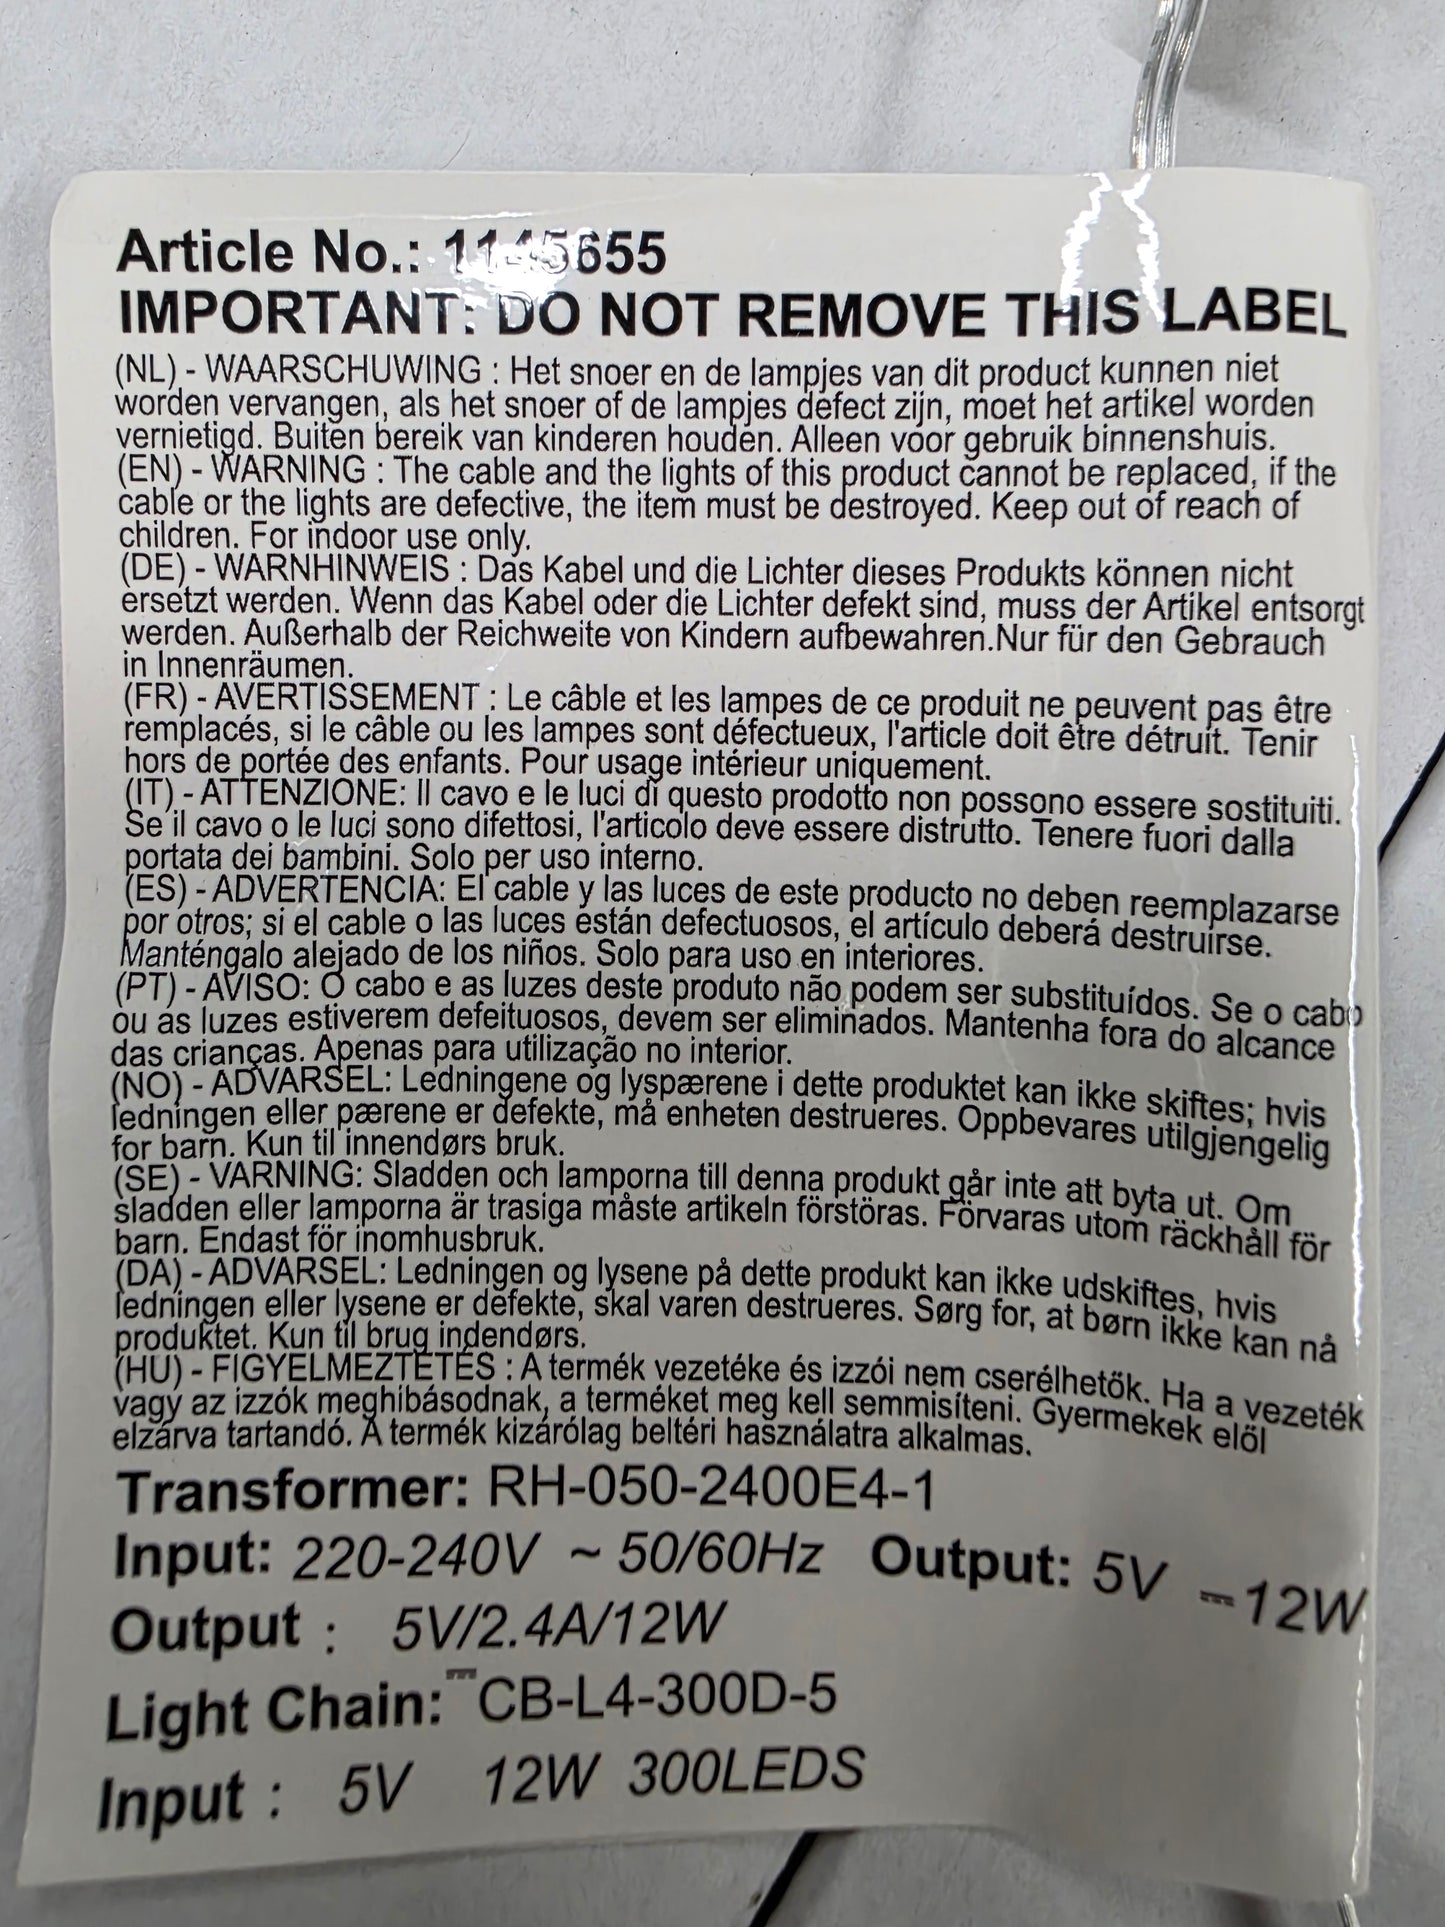 Article No.: 1145655
IMPORTANT: DO NOT REMOVE THIS LABEL
(NL) - WAARSCHUWING : Het snoer en de lampjes van dit product kunnen niet
worden vervangen, als het snoer of de lampjes defect zijn, moet het artikel worden
vernietigd. Buiten bereik van kinderen houden. Alleen voor gebruik binnenshuis.
(EN) - WARNING : The cable and the lights of this product cannot be replaced, if the
cable or the lights are defective, the item must be destroyed. Keep out of reach of
children. For indoor use only.
(DE) - WARNHINWEIS : Das Kabel und die Lichter dieses Produkts können nicht
ersetzt werden. Wenn das Kabel oder die Lichter defekt sind, muss der Artikel entsorgt
werden. Außerhalb der Reichweite von Kindern aufbewahren.Nur für den Gebrauch
in Innenräumen.
(FR) - AVERTISSEMENT : Le câble et les lampes de ce produit ne peuvent pas être
remplacés, si le câble ou les lampes sont défectueux, l'article doit être détruit. Tenir
hors de portée des enfants. Pour usage intérieur uniquement.
(IT) - ATTENZIONE: Il cavo e le luci di questo prodotto non possono essere sostituiti.
Se il cavo o le luci sono difettosi, l'articolo deve essere distrutto. Tenere fuori dalla
portata dei bambini. Solo per uso interno.
(ES) - ADVERTENCIA: El cable y las luces de este producto no deben reemplazarse
por otros; si el cable o las luces están defectuosos, el artículo deberá destruirse.
Manténgalo alejado de los niños. Solo para uso en interiores.
(PT) - AVISO: O cabo e as luzes deste produto não podem ser substituídos. Se o cabo
ou as luzes estiverem defeituosos, devem ser eliminados. Mantenha fora do alcance
das crianças. Apenas para utilização no interior.
(NO) - ADVARSEL: Ledningene og lyspærene i dette produktet kan ikke skiftes; hvis
ledningen eller pærene er defekte, må enheten destrueres. Oppbevares utilgjengelig
for barn. Kun til innendørs bruk.
(SE) - VARNING: Sladden och lamporna till denna produkt går inte att byta ut. Om
sladden eller lamporna är trasiga måste artikeln förstöras. Förvaras utom räckhåll för
barn. Endast för inomhusbruk.
(DA) - ADVARSEL: Ledningen og lysene på dette produkt kan ikke udskiftes, hvis
ledningen eller lysene er defekte, skal varen destrueres. Sørg for, at børn ikke kan nå
produktet. Kun til brug indendørs.
(HU) - FIGYELMEZTETÉS : A termék vezetéke és izzói nem cserélhetők. Ha a vezeték
vagy az izzók meghibásodnak, a terméket meg kell semmisíteni. Gyermekek elől
elzárva tartandó. A termék kizárólag beltéri használatra alkalmas.
Transformer: RH-050-2400E4-1
Input: 220-240V ~ 50/60Hz Output: 5V ⎓12W
Output : 5V/2.4A/12W
Light Chain: ⎓CB-L4-300D-5
Input : 5V 12W 300LEDS